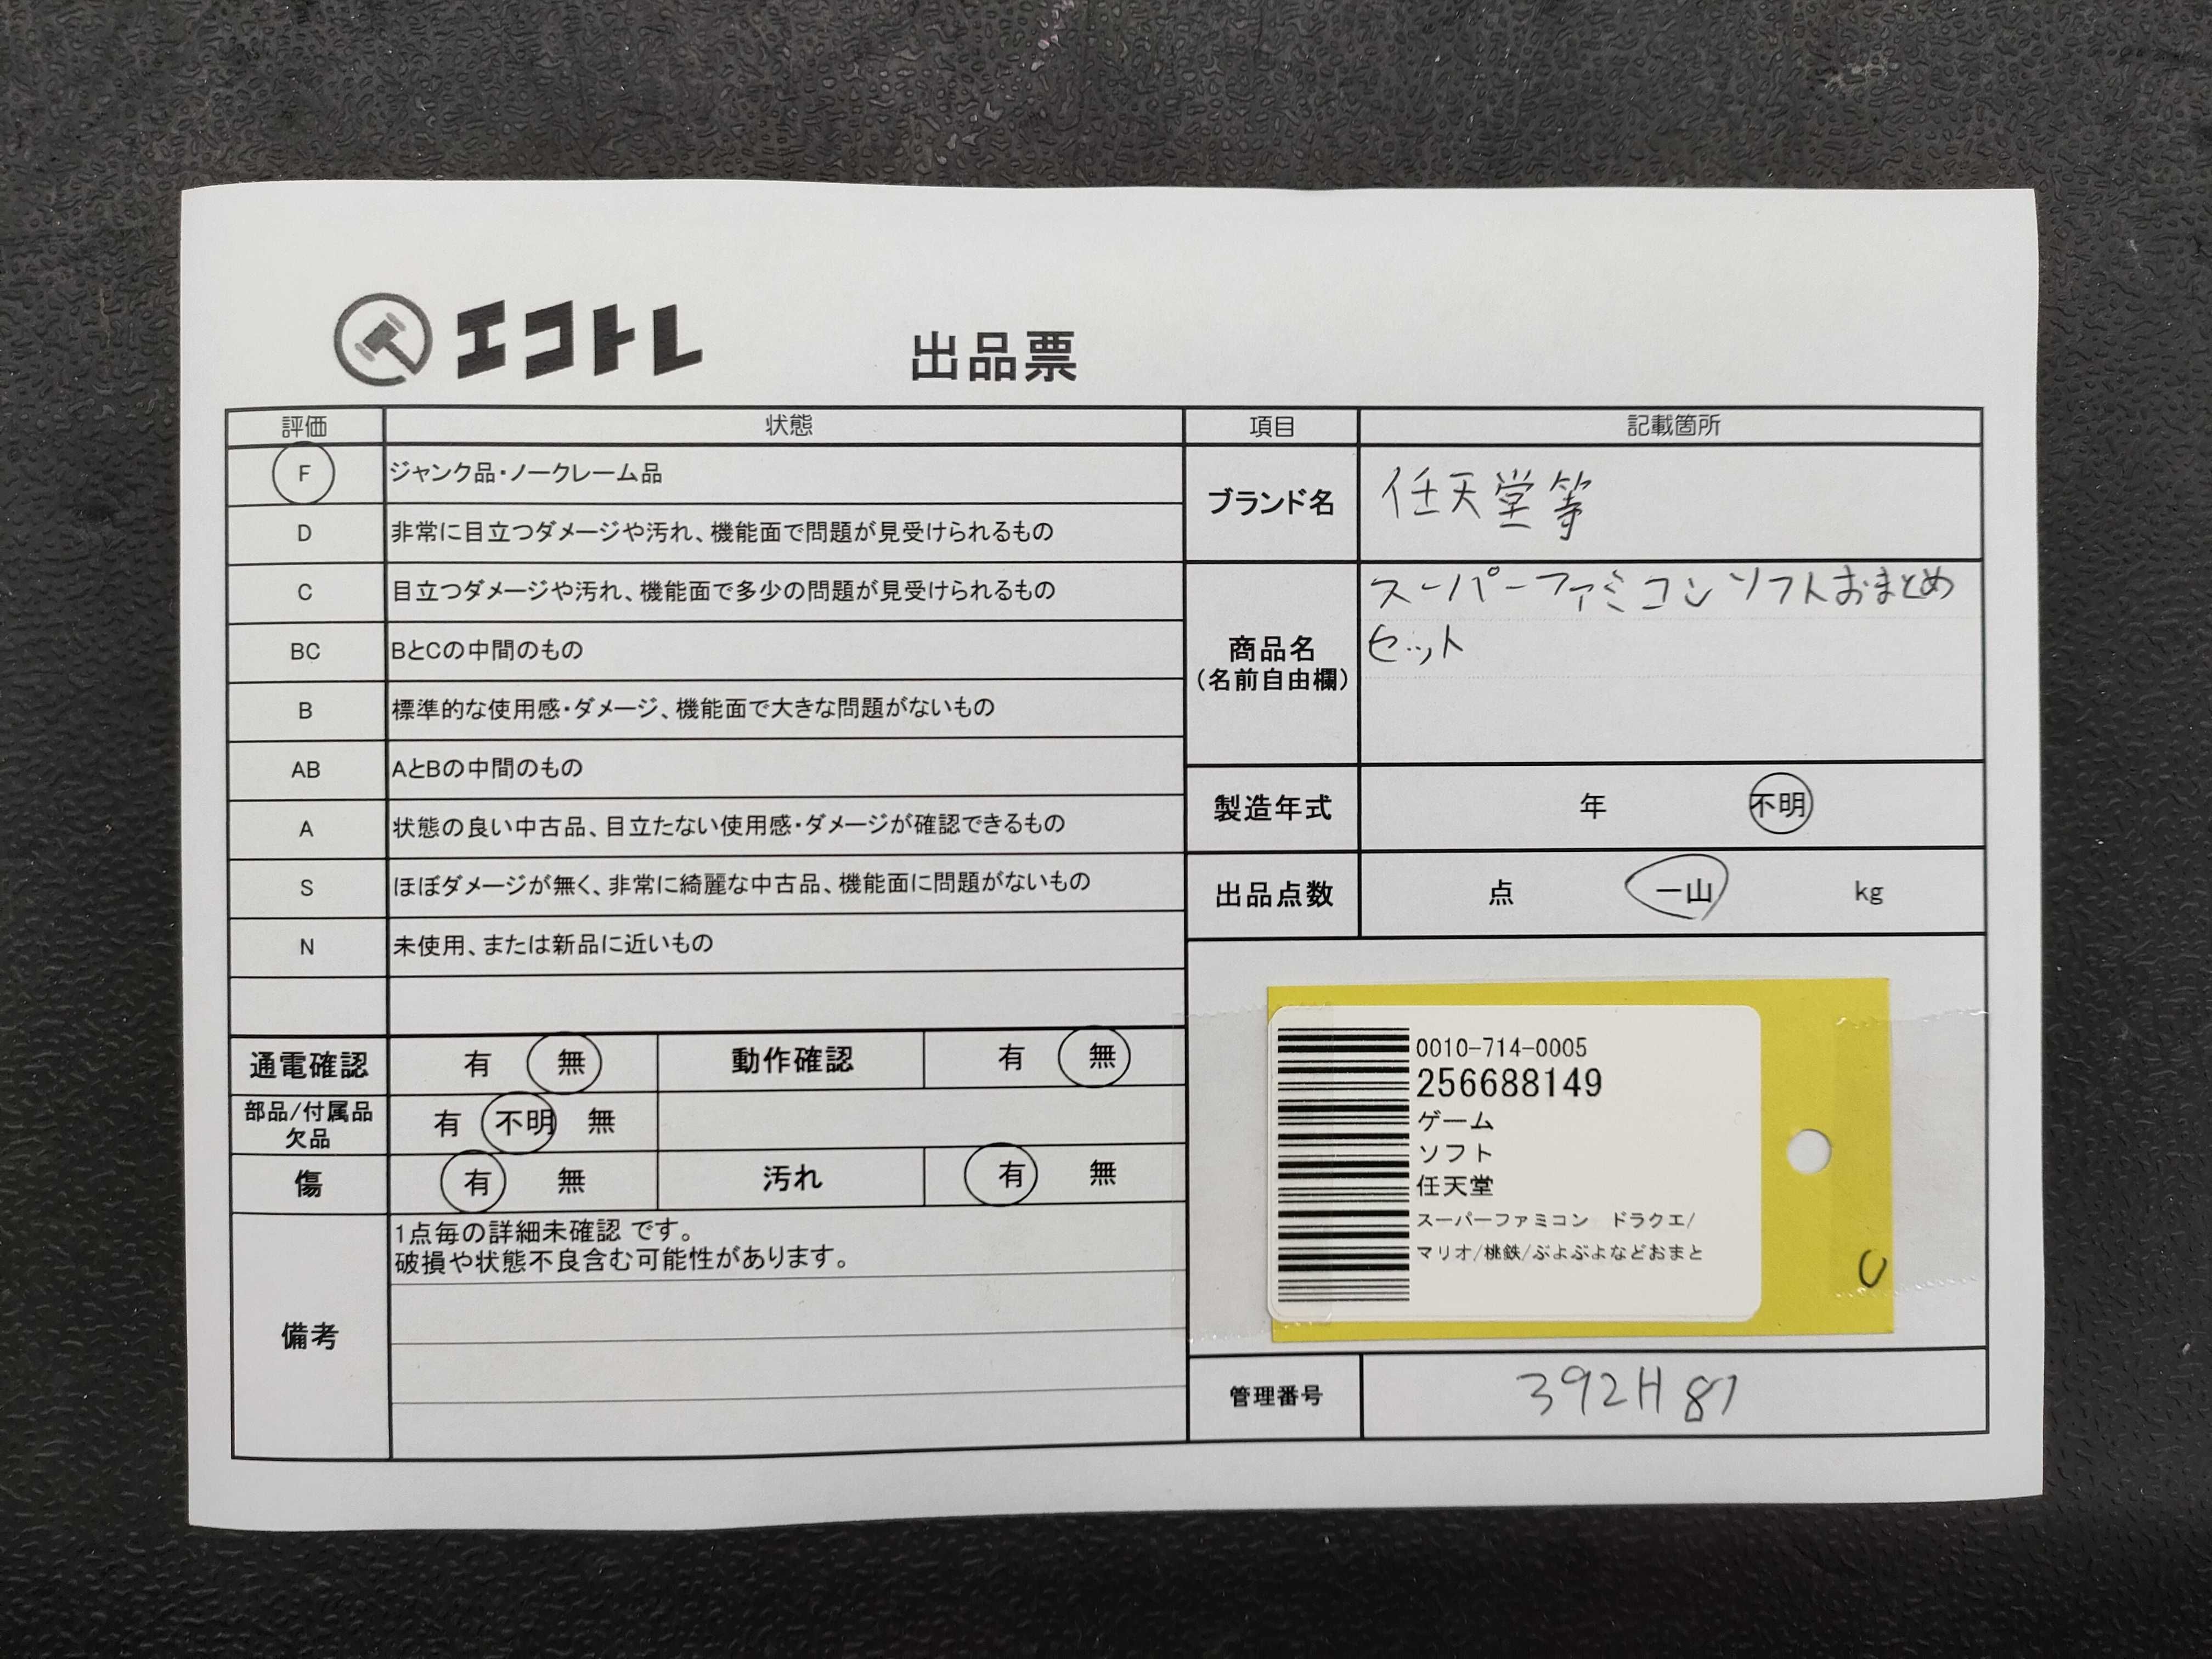 エコトレ
出品票
評価 状態
F ジャンク品・ノークレーム品
D 非常に目立つダメージや汚れ、機能面で問題が見受けられるもの
C 目立つダメージや汚れ、機能面で多少の問題が見受けられるもの
BC BとCの中間のもの
B 標準的な使用感・ダメージ、機能面で大きな問題がないもの
AB AとBの中間のもの
A 状態の良い中古品、目立たない使用感・ダメージが確認できるもの
S ほぼダメージが無く、非常に綺麗な中古品、機能面に問題がないもの
N 未使用、または新品に近いもの
通電確認 有 無 動作確認 有 無
部品/付属品
欠品 有 不明 無
傷 有 無 汚れ 有 無
備考
1点毎の詳細未確認 です。
破損や状態不良含む可能性があります。
項目 記載箇所
ブランド名 任天堂等
商品名
(名前自由欄)
スーパーファミコンソフトおまとめ
セット
製造年式 年 不明
出品点数 点 一山 kg
0010-714-0005
256688149
ゲーム
ソフト
任天堂
スーパーファミコン ドラクエ/
マリオ/桃鉄/ぷよぷよなどおまと
管理番号 392H87